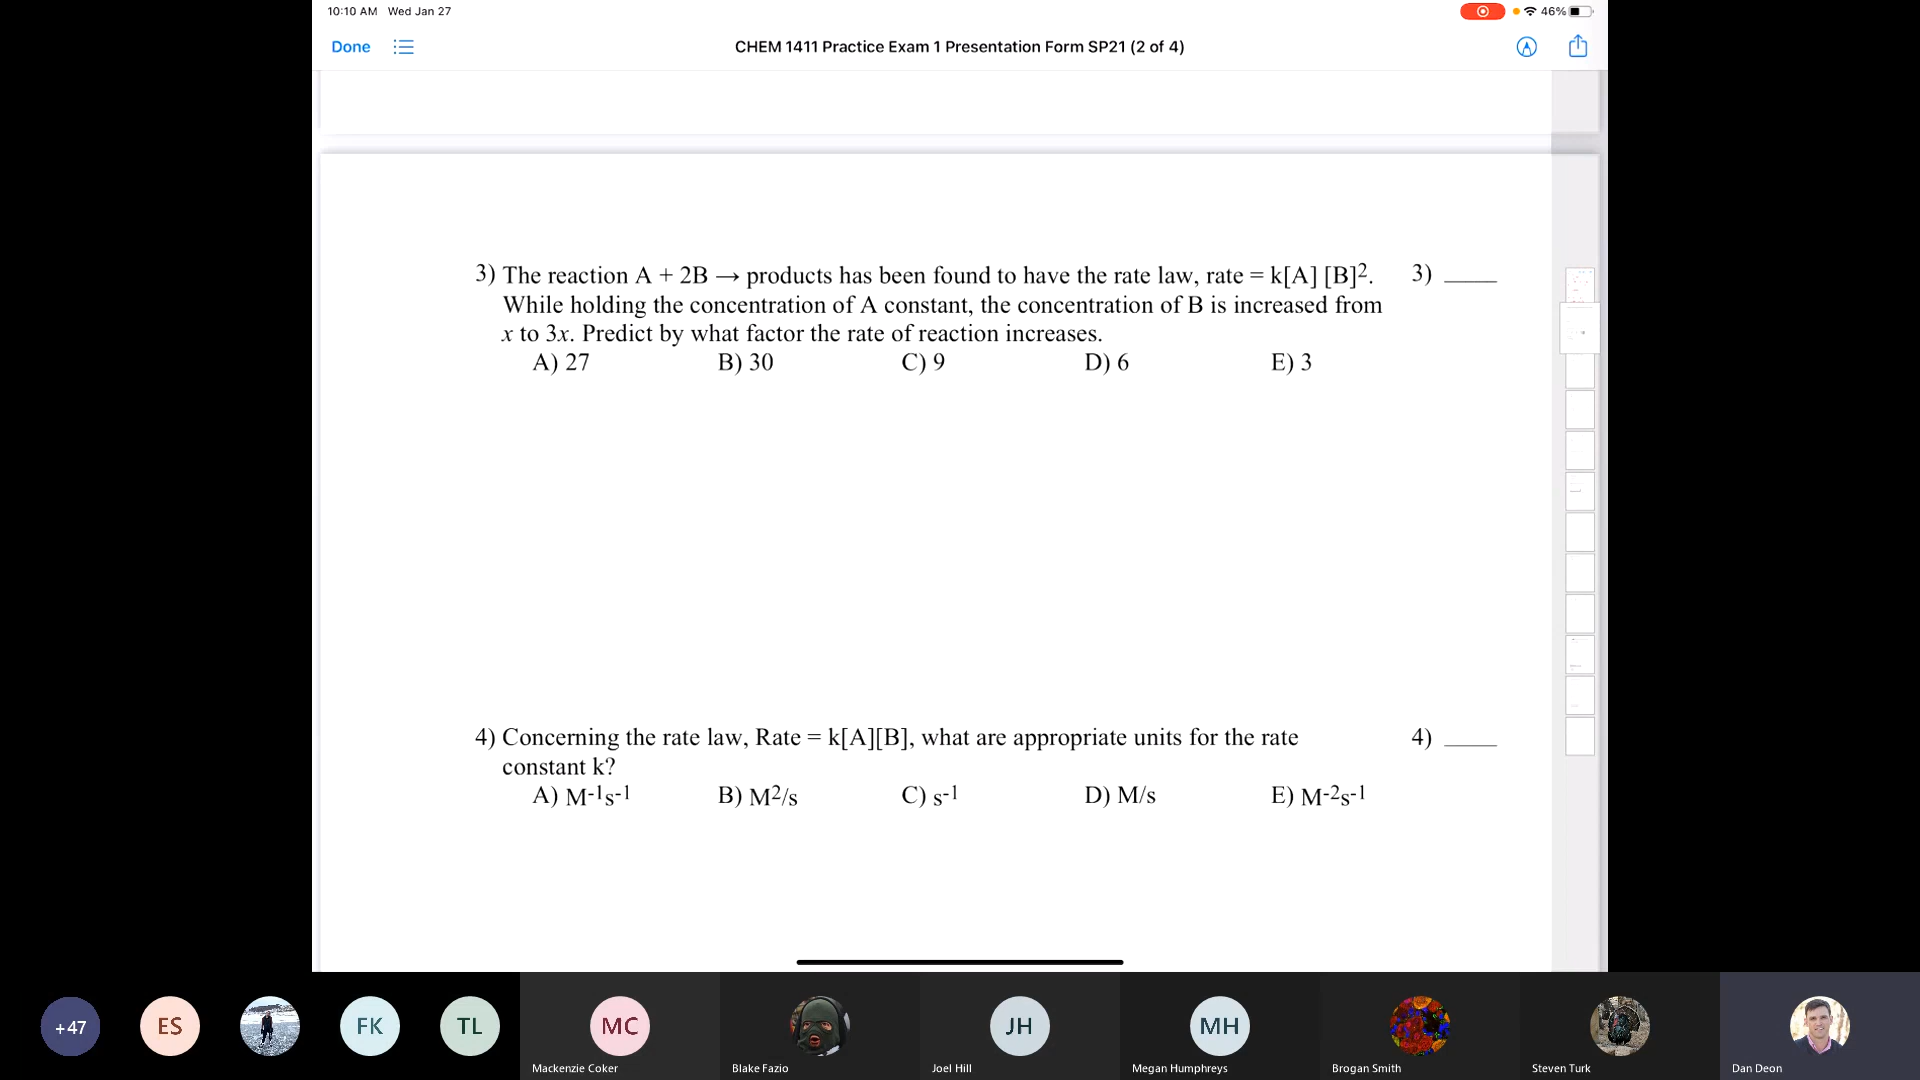 10:10 AM Wed Jan 27
46%
Done
CHEM 1411 Practice Exam 1 Presentation Form SP21 (2 of 4)
3) The reaction A + 2B → products has been found to have the rate law, rate = k[A] [B]². 3) ____
While holding the concentration of A constant, the concentration of B is increased from
x to 3x. Predict by what factor the rate of reaction increases.
A) 27 B) 30 C) 9 D) 6 E) 3
4) Concerning the rate law, Rate = k[A][B], what are appropriate units for the rate 4) ____
constant k?
A) M⁻¹s⁻¹ B) M²/s C) s⁻¹ D) M/s E) M⁻²s⁻¹
+47 ES FK TL MC JH MH
Mackenzie Coker Blake Fazio Joel Hill Megan Humphreys Brogan Smith Steven Turk Dan Deon